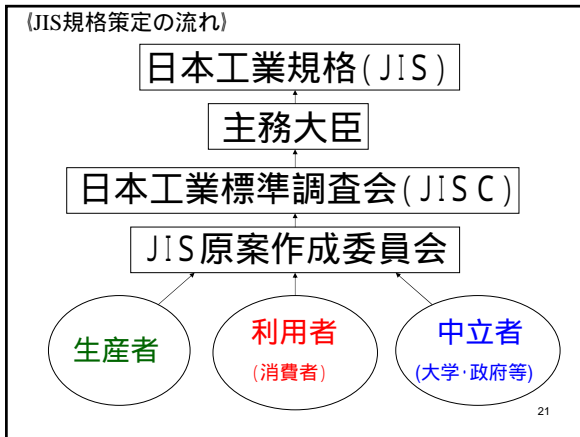 《JIS規格策定の流れ》
日本工業規格(JIS)
主務大臣
日本工業標準調査会(JISC)
JIS原案作成委員会
生産者
利用者
(消費者)
中立者
(大学・政府等)
21